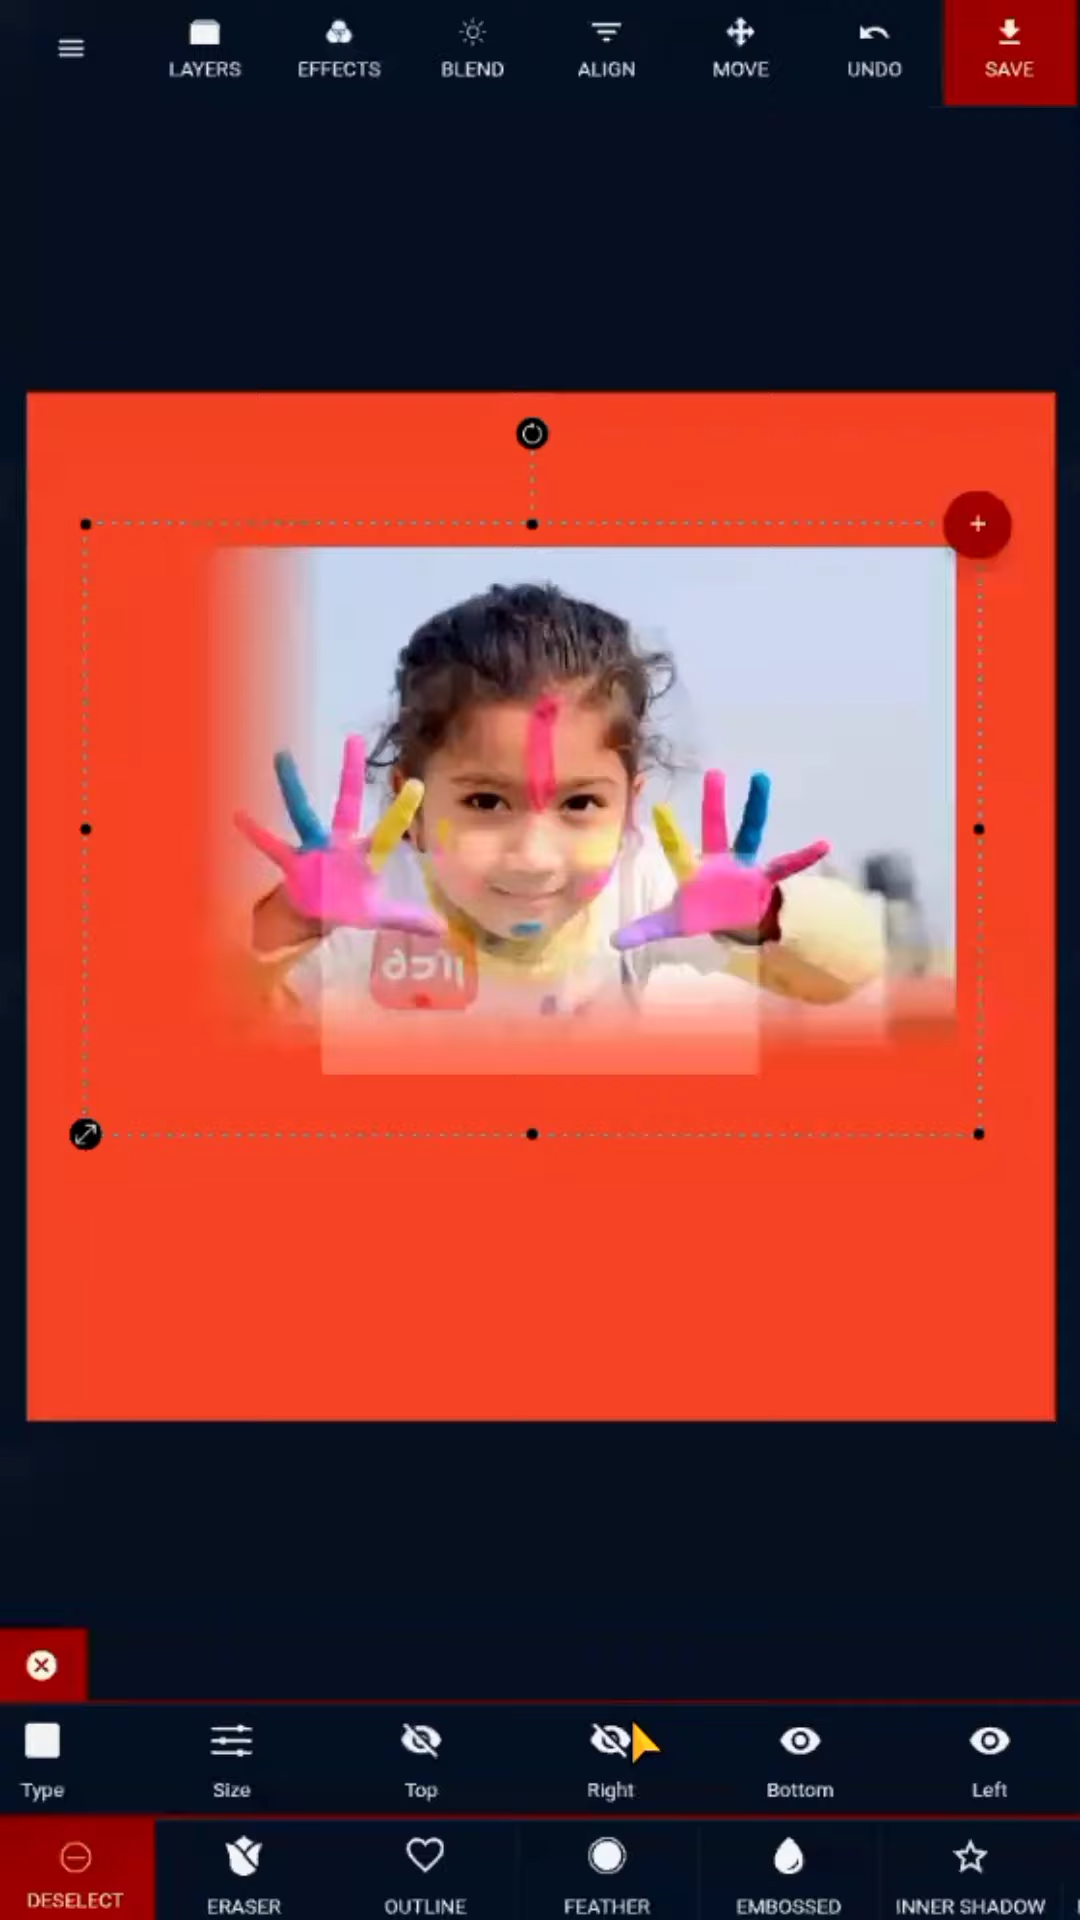 LAYERS EFFECTS BLEND ALIGN MOVE UNDO SAVE
Type Size Top Right Bottom Left
DESELECT ERASER OUTLINE FEATHER EMBOSSED INNER SHADOW